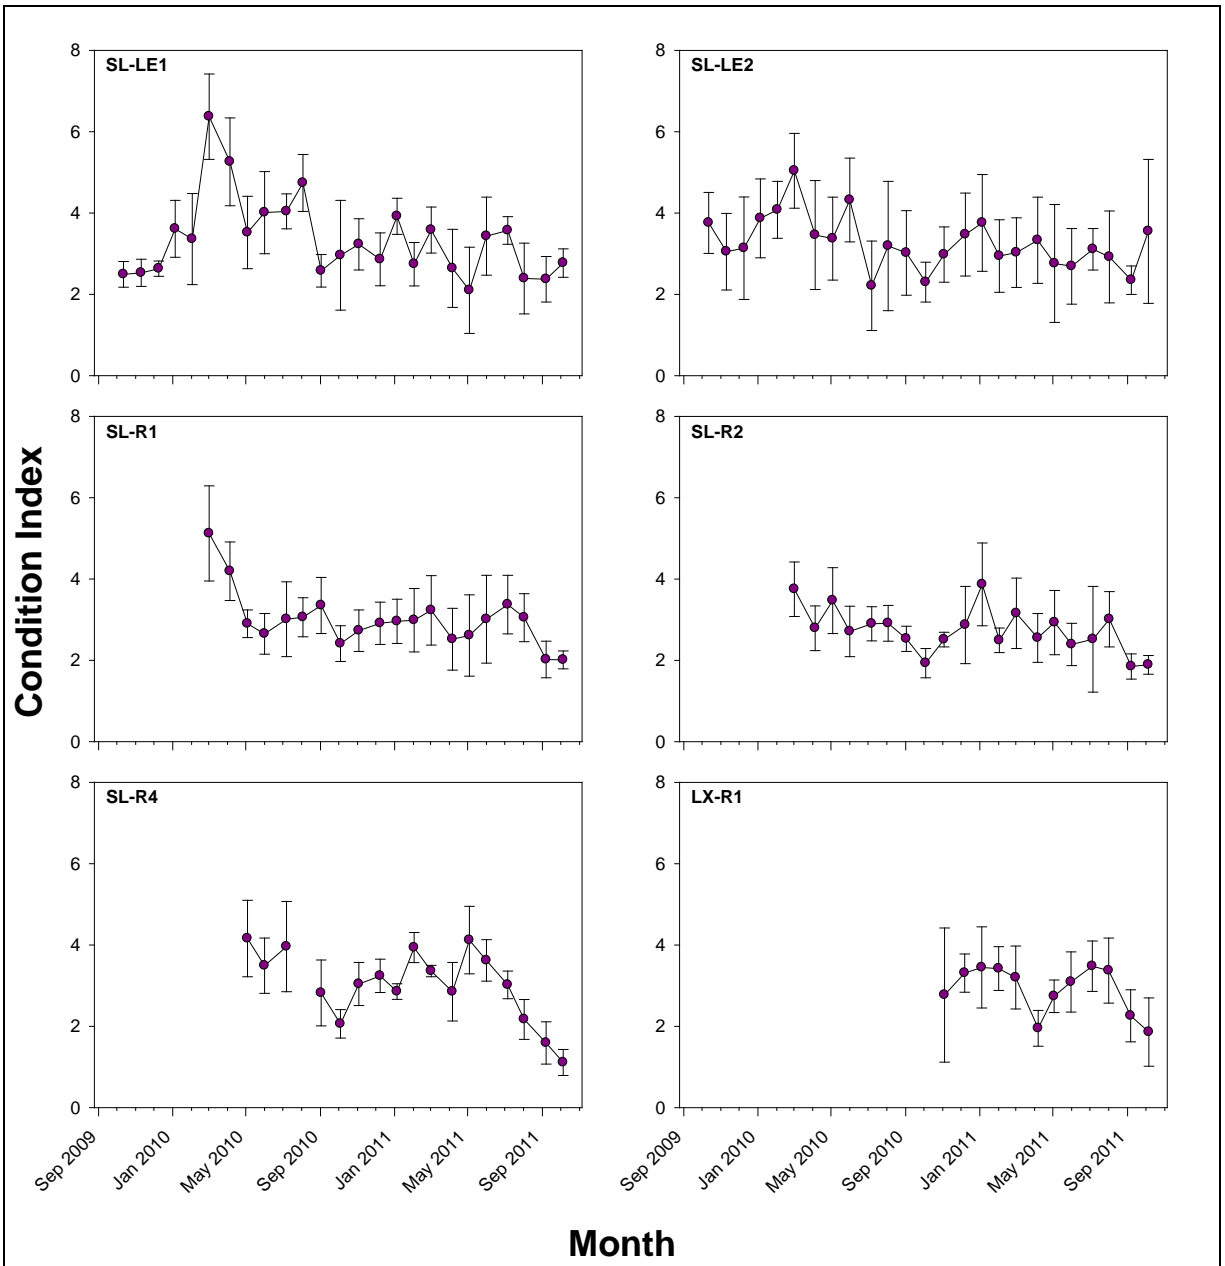 SL-LE1
SL-LE2
8
6
4
2
0
8
6
4
2
0
SL-R1
SL-R2
8
6
4
2
0
8
6
4
2
0
SL-R4
LX-R1
8
6
4
2
0
8
6
4
2
0
Condition Index
Sep 2009
Jan 2010
May 2010
Sep 2010
Jan 2011
May 2011
Sep 2011
Sep 2009
Jan 2010
May 2010
Sep 2010
Jan 2011
May 2011
Sep 2011
Month